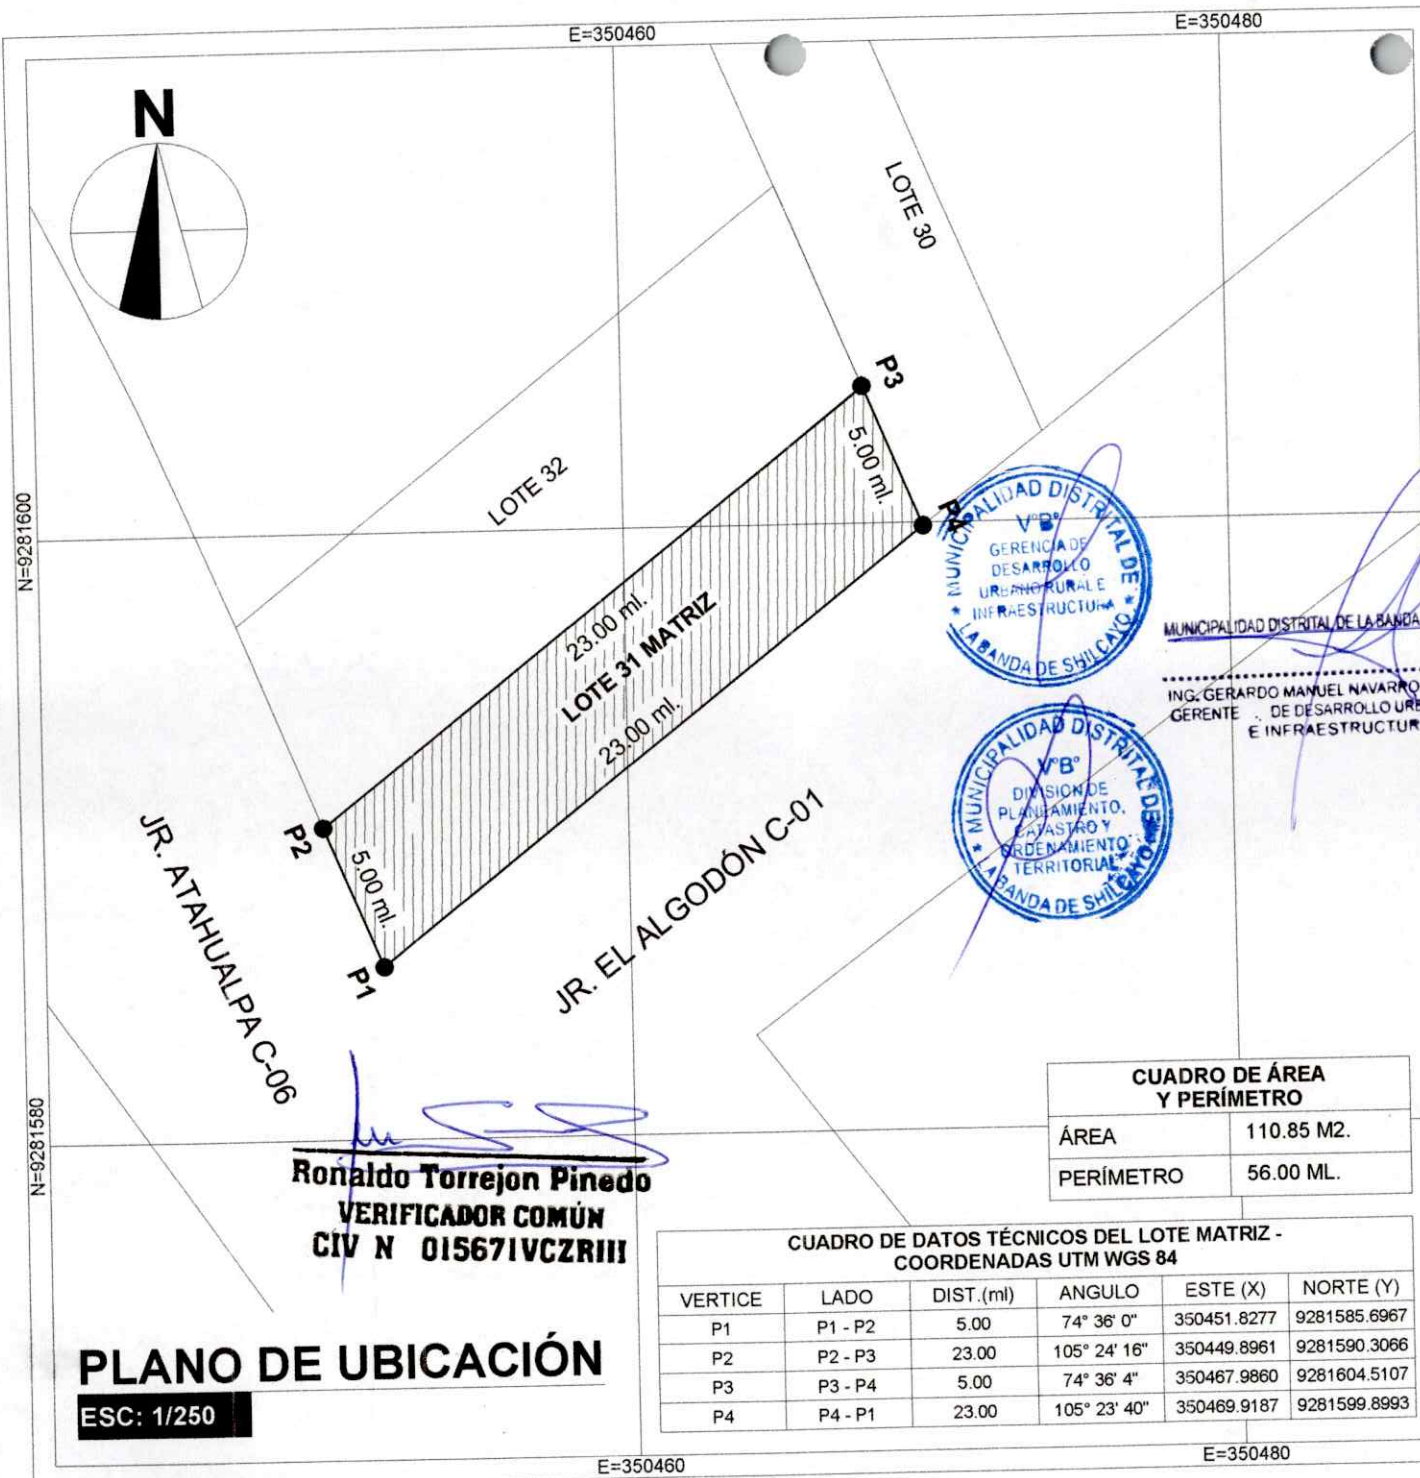 E=350460
E=350480
N
LOTE 30
P3
5.00 ml.
LOTE 32
P4
N=9281600
23.00 ml.
LOTE 31 MATRIZ
23.00 ml.
MUNICIPALIDAD DISTRITAL DE
V°B°
GERENCIA DE
DESARROLLO
URBANO RURAL E
INFRAESTRUCTURA
* LA BANDA DE SHILCAYO *
MUNICIPALIDAD DISTRITAL DE LA BANDA
ING. GERARDO MANUEL NAVARRO
GERENTE DE DESARROLLO URB
E INFRAESTRUCTUR
MUNICIPALIDAD DISTRITAL DE
V°B°
DIVISION DE
PLANEAMIENTO,
CATASTRO Y
ORDENAMIENTO
TERRITORIAL
* LA BANDA DE SHILCAYO *
P2
5.00 ml.
P1
JR. ATAHUALPA C-06
JR. EL ALGODÓN C-01
N=9281580
Ronaldo Torrejon Pinedo
VERIFICADOR COMÚN
CIV N 015671VCZRIII
CUADRO DE ÁREA
Y PERÍMETRO
ÁREA 110.85 M2.
PERÍMETRO 56.00 ML.
CUADRO DE DATOS TÉCNICOS DEL LOTE MATRIZ -
COORDENADAS UTM WGS 84
VERTICE LADO DIST.(ml) ANGULO ESTE (X) NORTE (Y)
P1 P1 - P2 5.00 74° 36' 0" 350451.8277 9281585.6967
P2 P2 - P3 23.00 105° 24' 16" 350449.8961 9281590.3066
P3 P3 - P4 5.00 74° 36' 4" 350467.9860 9281604.5107
P4 P4 - P1 23.00 105° 23' 40" 350469.9187 9281599.8993
PLANO DE UBICACIÓN
ESC: 1/250
E=350460
E=350480